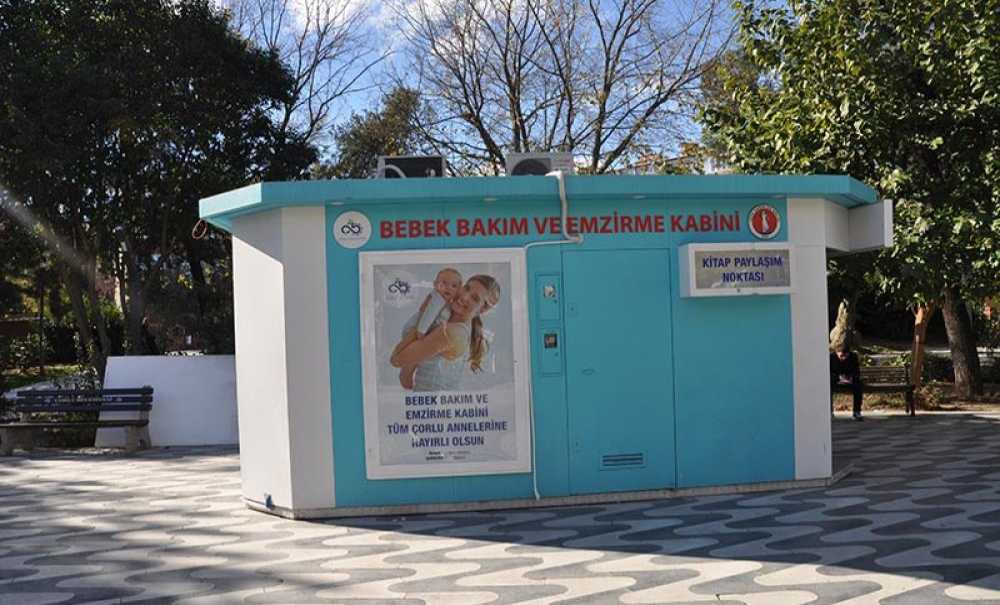 BEBEK BAKIM VE EMZİRME KABİNİ
KİTAP PAYLAŞIM
NOKTASI
BEBEK BAKIM VE
EMZİRME KABİNİ
TÜM ÇORLU ANNELERİNE
HAYIRLI OLSUN